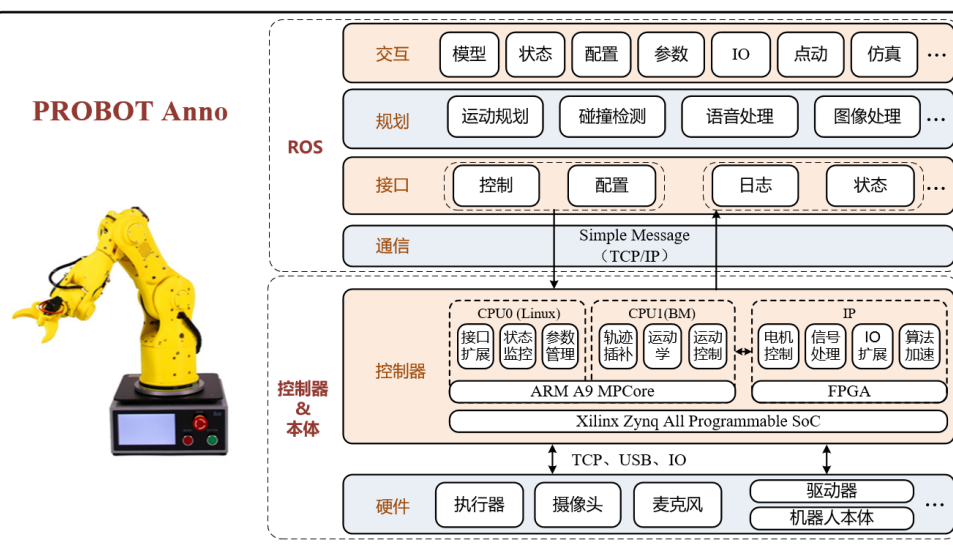 PROBOT Anno
ROS
交互
模型 状态 配置 参数 IO 点动 仿真 …
规划
运动规划 碰撞检测 语音处理 图像处理 …
接口
控制 配置 日志 状态 …
通信
Simple Message
（TCP/IP）
控制器
&
本体
控制器
CPU0 (Linux)
接口
扩展
状态
监控
参数
管理
CPU1(BM)
轨迹
插补
运动
学
运动
控制
ARM A9 MPCore
IP
电机
控制
信号
处理
IO
扩展
算法
加速
FPGA
Xilinx Zynq All Programmable SoC
TCP、USB、IO
硬件
执行器 摄像头 麦克风
驱动器
机器人本体
…